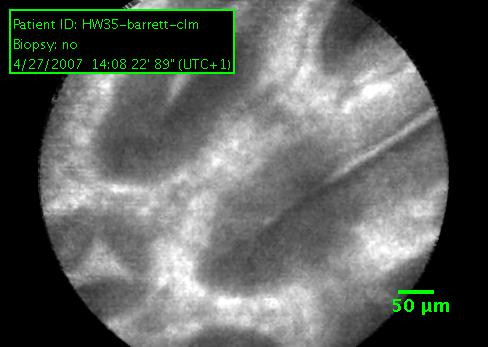 Patient ID: HW35-barrett-clm
Biopsy: no
4/27/2007 14:08 22' 89" (UTC+1)
50 µm